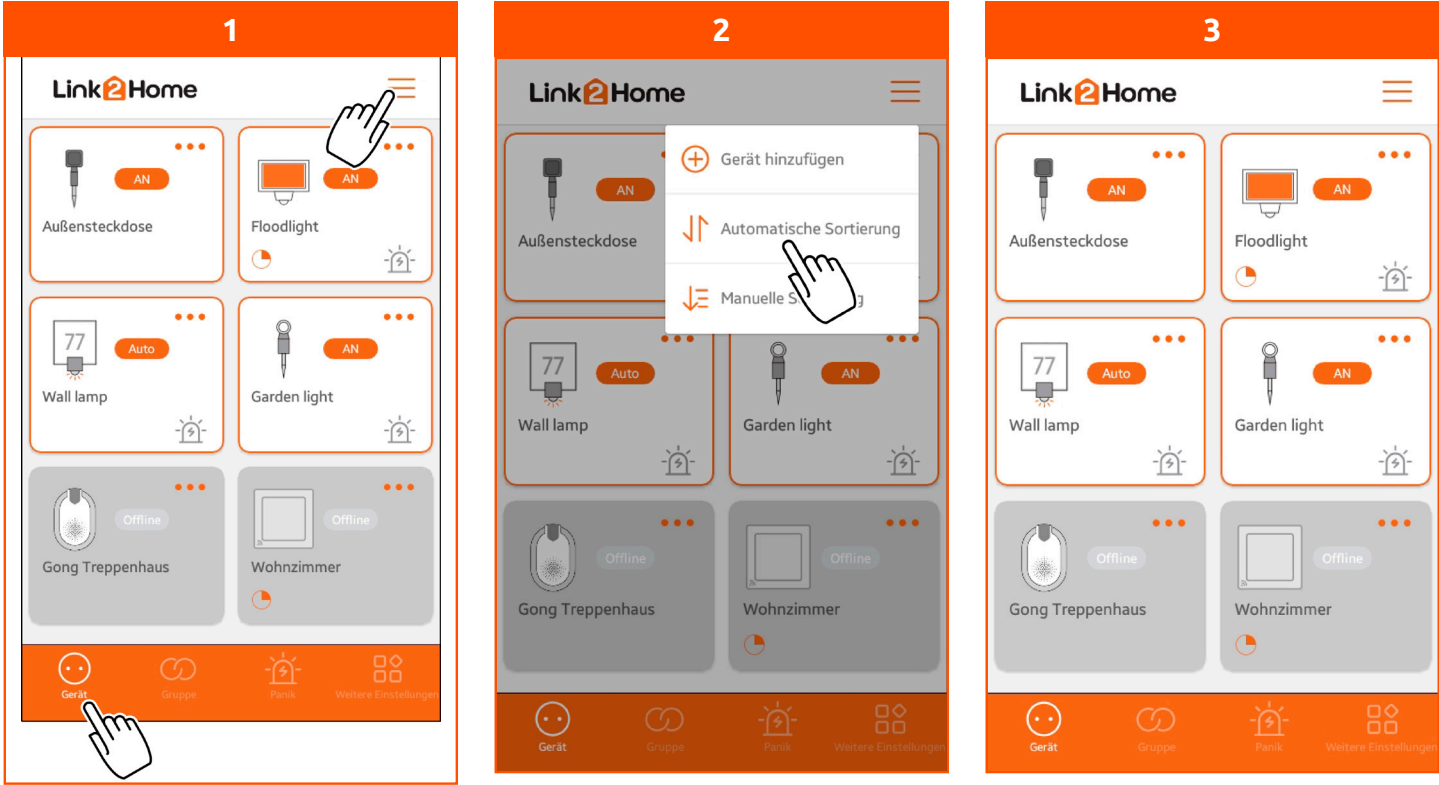 1
Link2Home
AN
AN
Außensteckdose
Floodlight
77
Auto
AN
Wall lamp
Garden light
Offline
Offline
Gong Treppenhaus
Wohnzimmer
Gerät
Gruppe
Panik
Weitere Einstellungen
2
Link2Home
Gerät hinzufügen
AN
Automatische Sortierung
Außensteckdose
Manuelle S
g
77
Auto
AN
Wall lamp
Garden light
Offline
Offline
Gong Treppenhaus
Wohnzimmer
Gerät
Gruppe
Panik
Weitere Einstellungen
3
Link2Home
AN
AN
Außensteckdose
Floodlight
77
Auto
AN
Wall lamp
Garden light
Offline
Offline
Gong Treppenhaus
Wohnzimmer
Gerät
Gruppe
Panik
Weitere Einstellungen